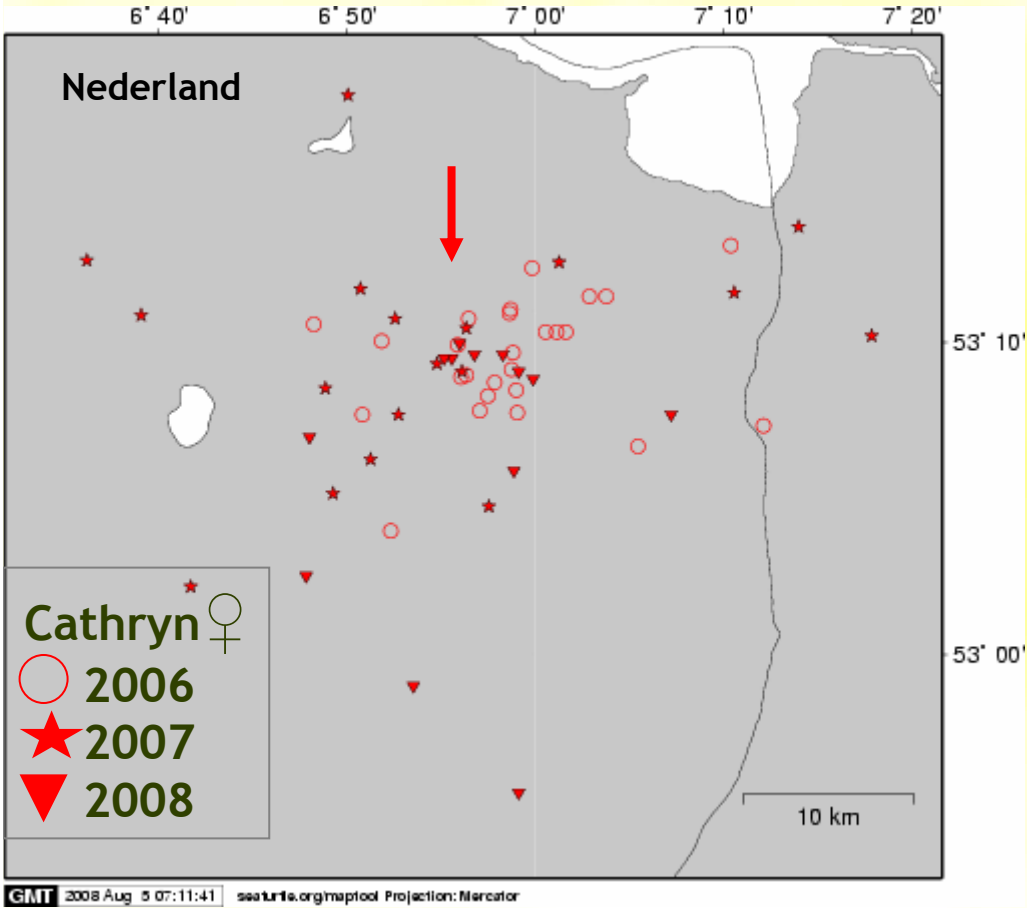 6° 40' 6° 50' 7° 00' 7° 10' 7° 20'
Nederland
53° 10'
53° 00'
Cathryn♀
2006
2007
2008
10 km
GMT 2008 Aug 5 07:11:41 seaturtle.org/maptool Projection: Mercator